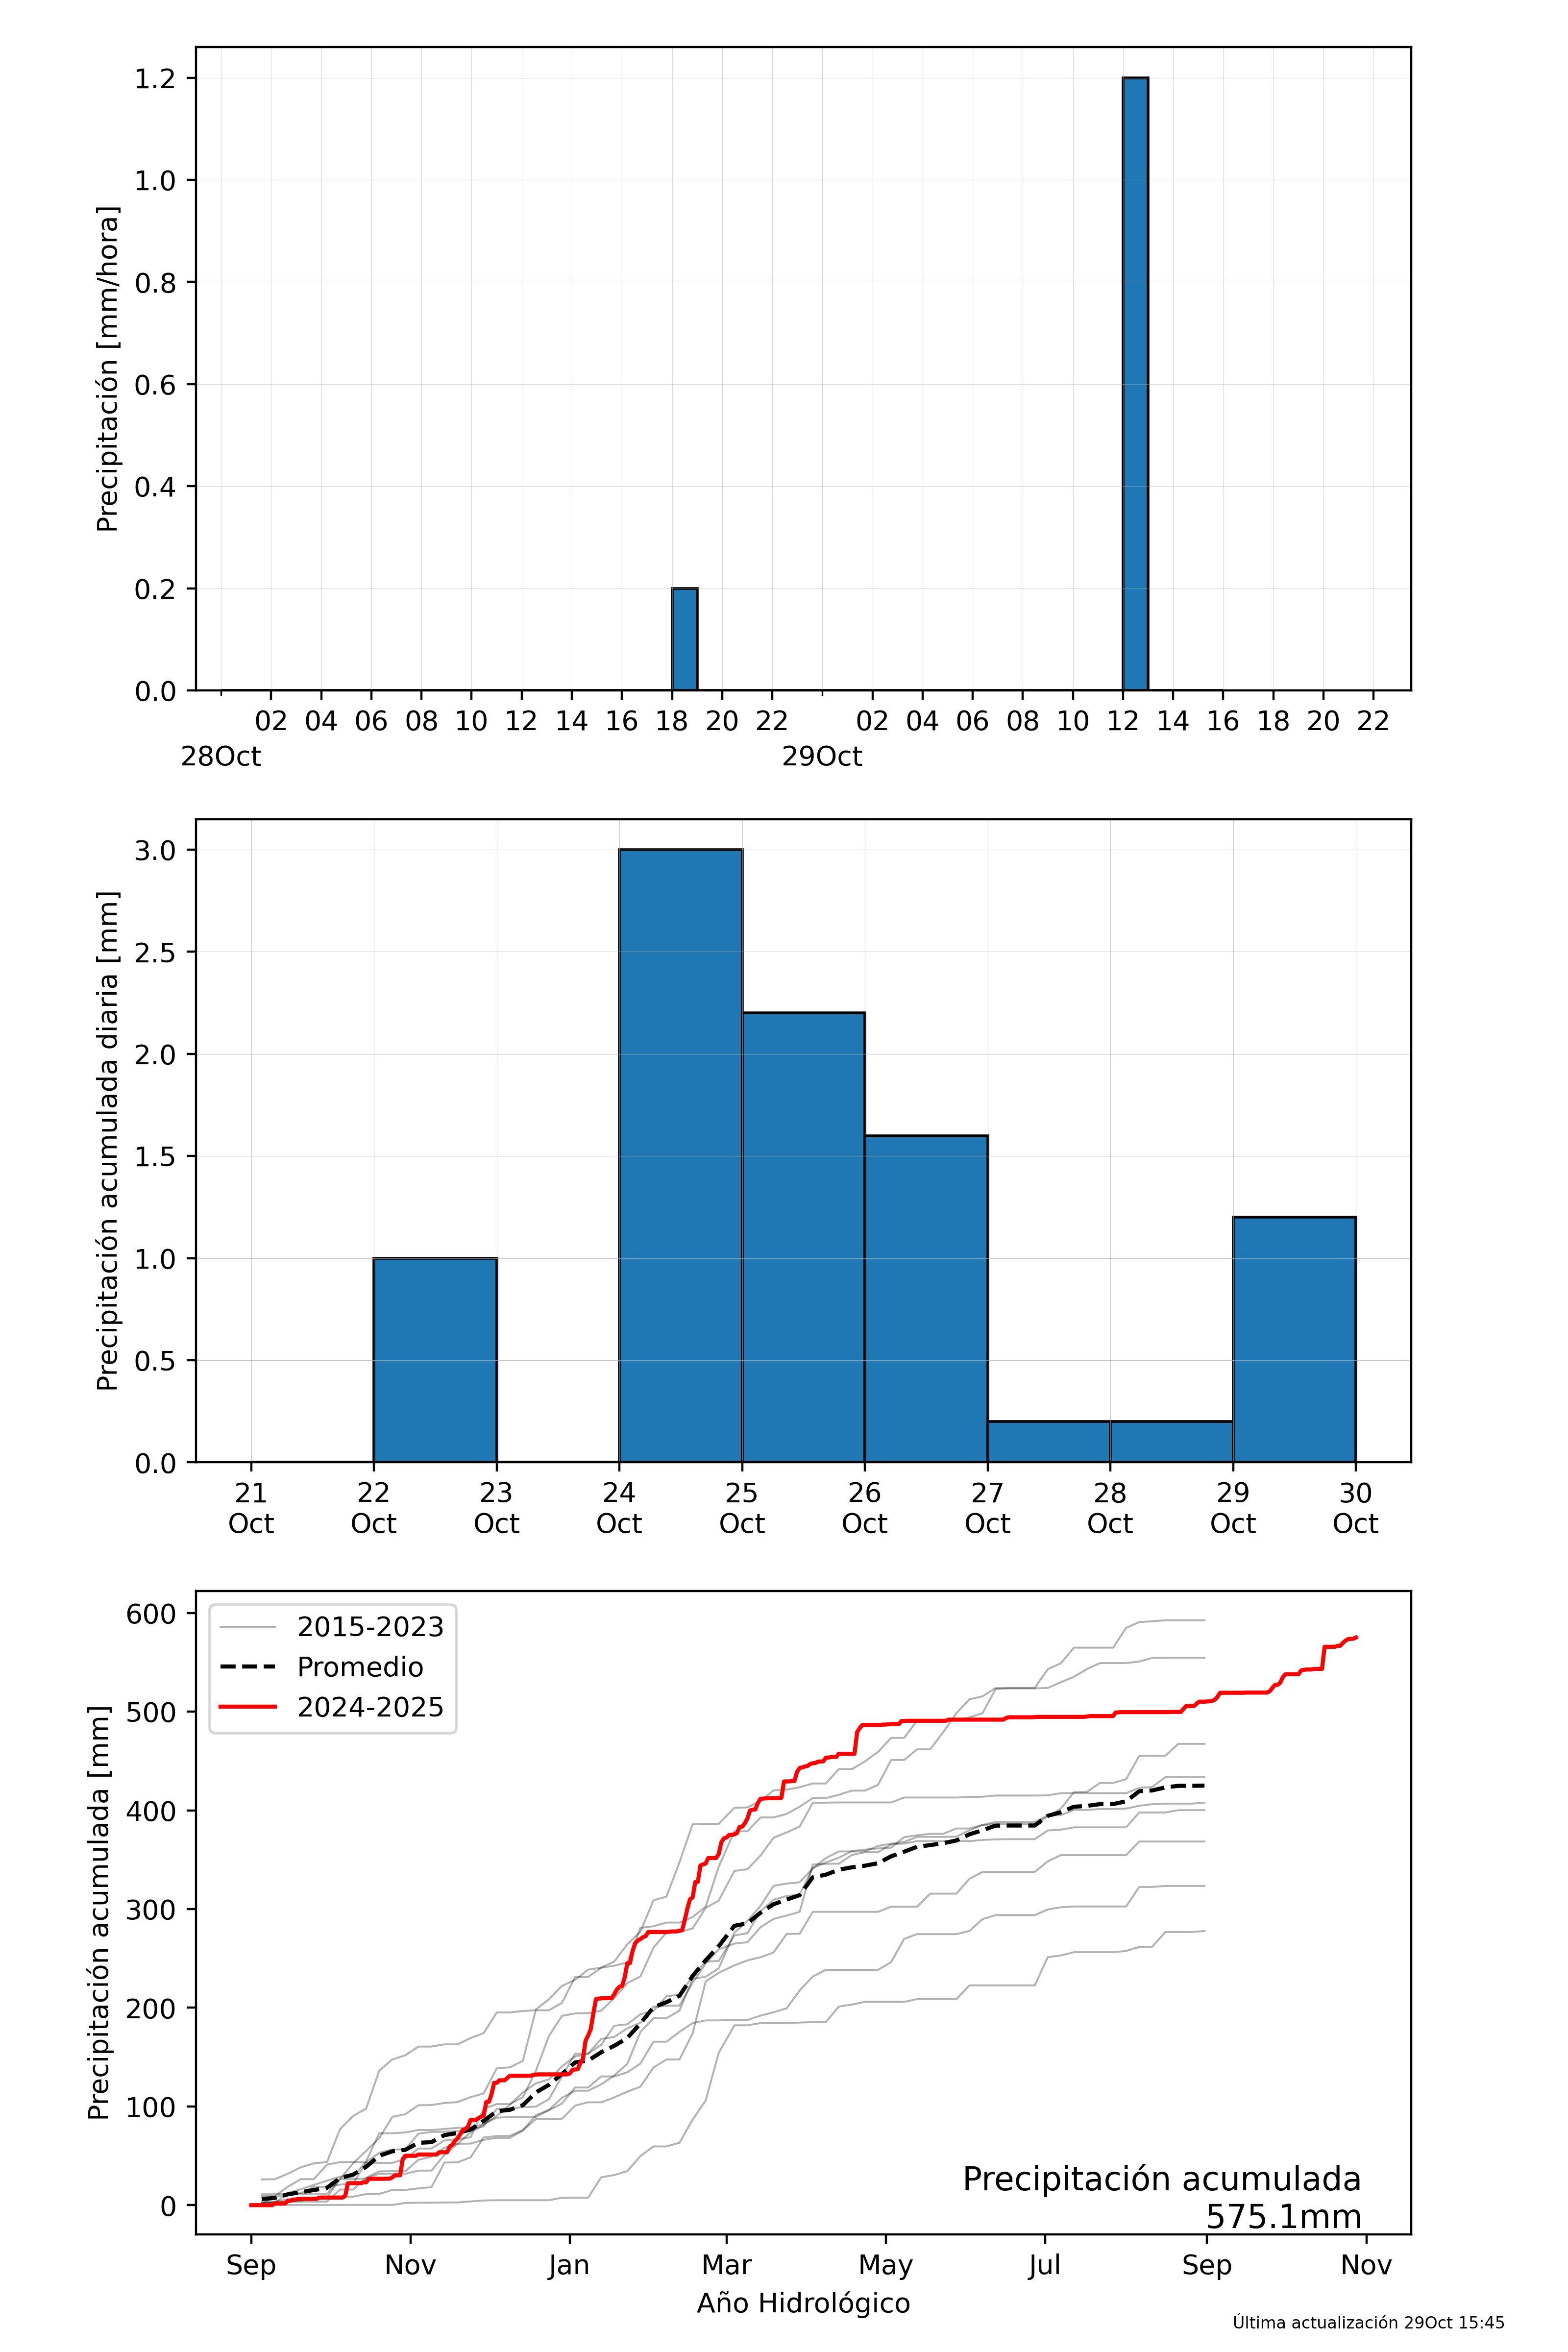 Precipitación [mm/hora]
1.2
1.0
0.8
0.6
0.4
0.2
0.0
02 04 06 08 10 12 14 16 18 20 22 02 04 06 08 10 12 14 16 18 20 22
28Oct 29Oct
Precipitación acumulada diaria [mm]
3.0
2.5
2.0
1.5
1.0
0.5
0.0
21 22 23 24 25 26 27 28 29 30
Oct Oct Oct Oct Oct Oct Oct Oct Oct Oct
Precipitación acumulada [mm]
600
500
400
300
200
100
0
2015-2023
Promedio
2024-2025
Precipitación acumulada
575.1mm
Sep Nov Jan Mar May Jul Sep Nov
Año Hidrológico
Última actualización 29Oct 15:45